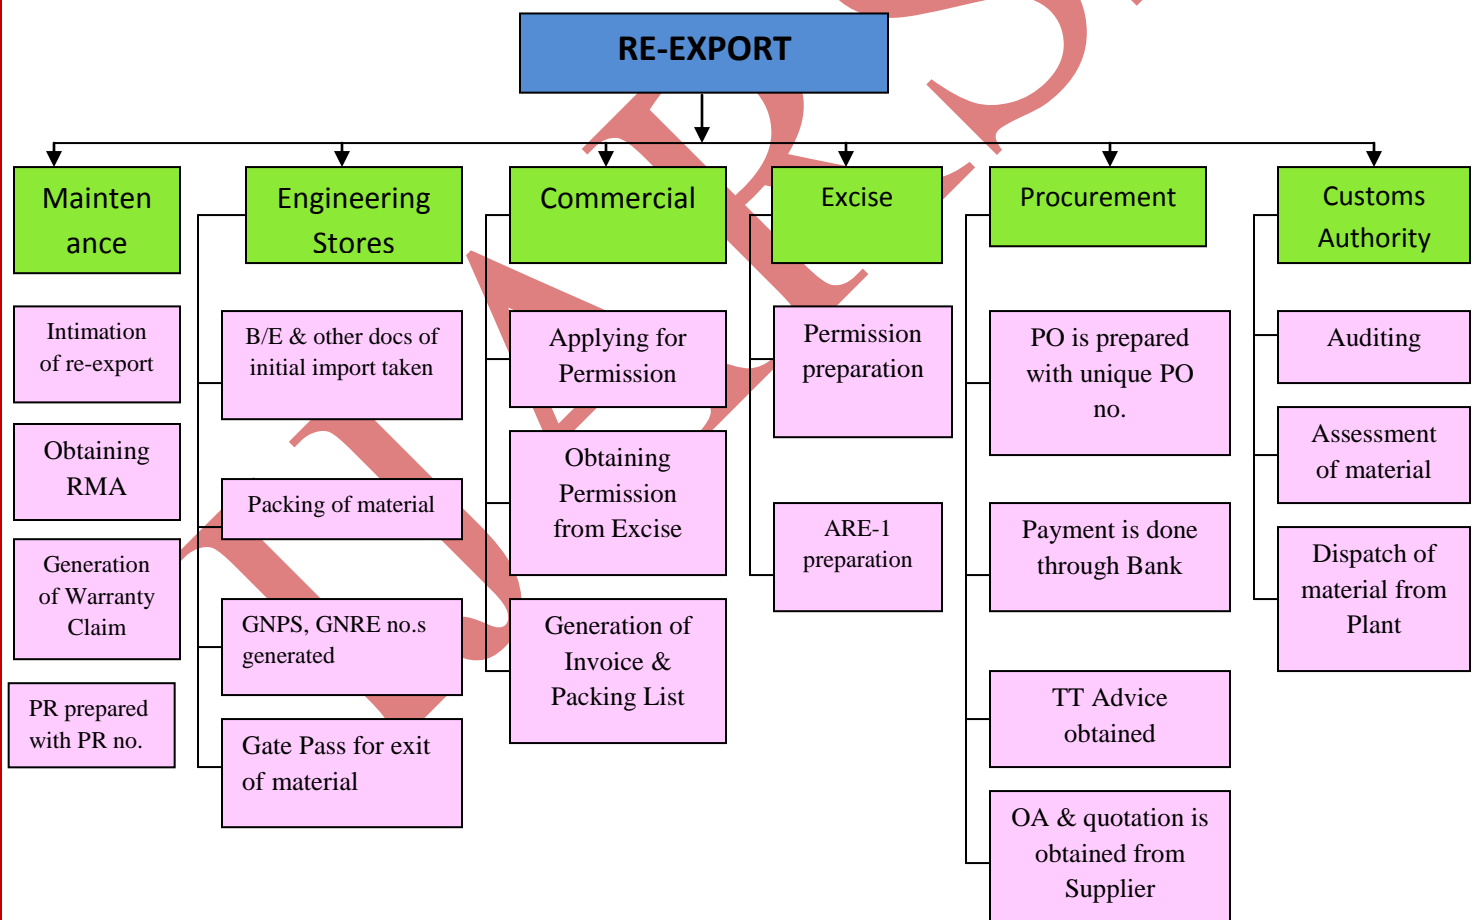 RE-EXPORT
Mainten
ance
Engineering
Stores
Commercial
Excise
Procurement
Customs
Authority
Intimation
of re-export
Obtaining
RMA
Generation
of Warranty
Claim
PR prepared
with PR no.
B/E & other docs of
initial import taken
Packing of material
GNPS, GNRE no.s
generated
Gate Pass for exit
of material
Applying for
Permission
Obtaining
Permission
from Excise
Generation of
Invoice &
Packing List
Permission
preparation
ARE-1
preparation
PO is prepared
with unique PO
no.
Payment is done
through Bank
TT Advice
obtained
OA & quotation is
obtained from
Supplier
Auditing
Assessment
of material
Dispatch of
material from
Plant